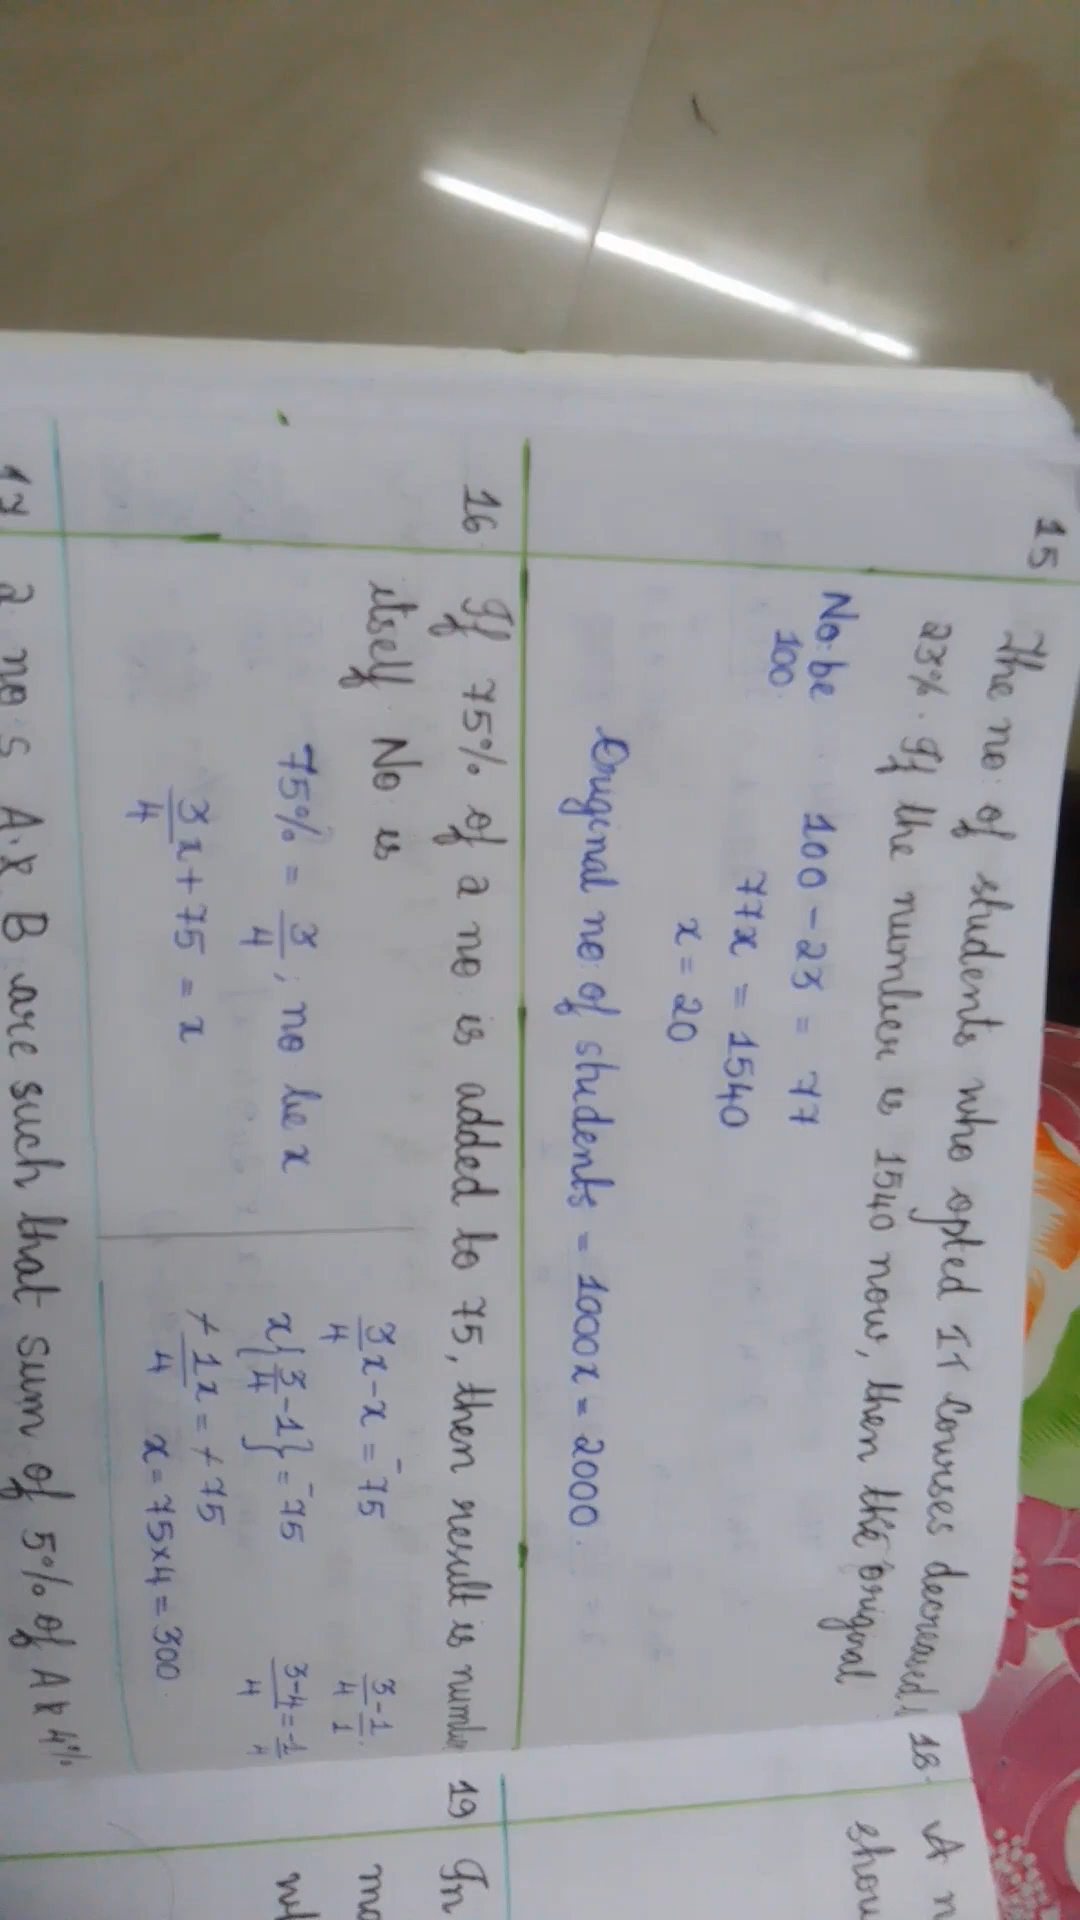 15
The no: of students who opted IT courses decreased
23%. If the number is 1540 now, then the original
No: be 100 - 23 = 77
100
77x = 1540
x = 20
Original no: of students = 1000x = 2000.
16. If 75% of a no: is added to 75, then result is number
itself No: is
75% = 3/4 ; no be x
3/4 x + 75 = x
3/4 x - x = -75
x{3/4 - 1} = -75
-1/4 x = -75
x = 75×4 = 300
3/4 - 1/1
3-4/4 = -1/4
17. 2 no:s A & B are such that sum of 5% of A & 4%
18. A n
shou
19 In
ma